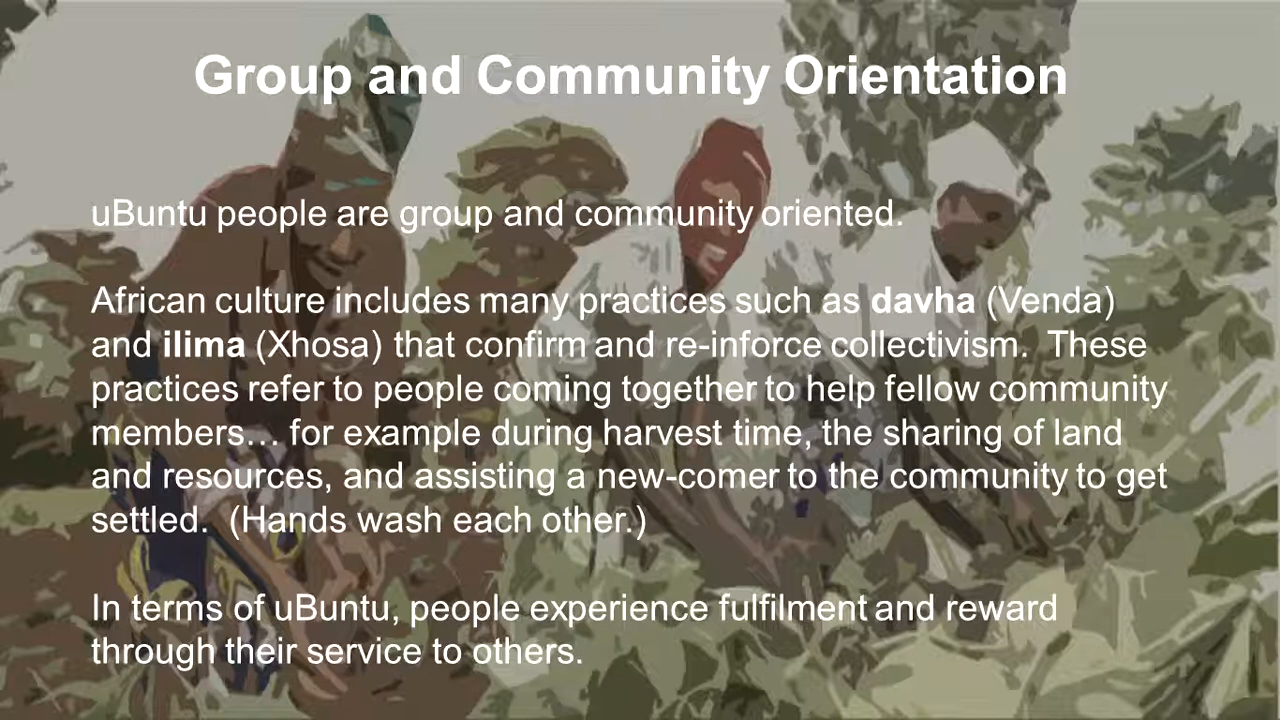 Group and Community Orientation
uBuntu people are group and community oriented.
African culture includes many practices such as davha (Venda)
and ilima (Xhosa) that confirm and re-inforce collectivism.  These
practices refer to people coming together to help fellow community
members… for example during harvest time, the sharing of land
and resources, and assisting a new-comer to the community to get
settled.  (Hands wash each other.)
In terms of uBuntu, people experience fulfilment and reward
through their service to others.